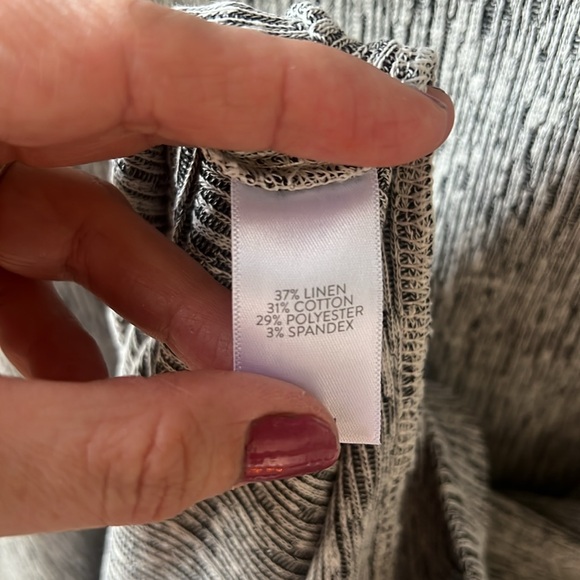 37% LINEN
31% COTTON
29% POLYESTER
3% SPANDEX